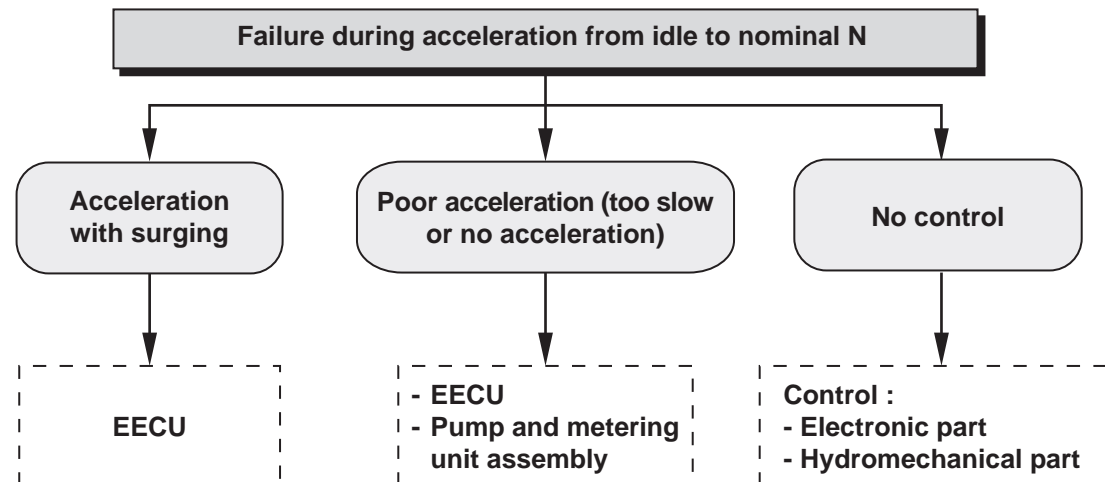 Failure during acceleration from idle to nominal N
Acceleration
with surging
Poor acceleration (too slow
or no acceleration)
No control
EECU
- EECU
- Pump and metering
unit assembly
Control :
- Electronic part
- Hydromechanical part